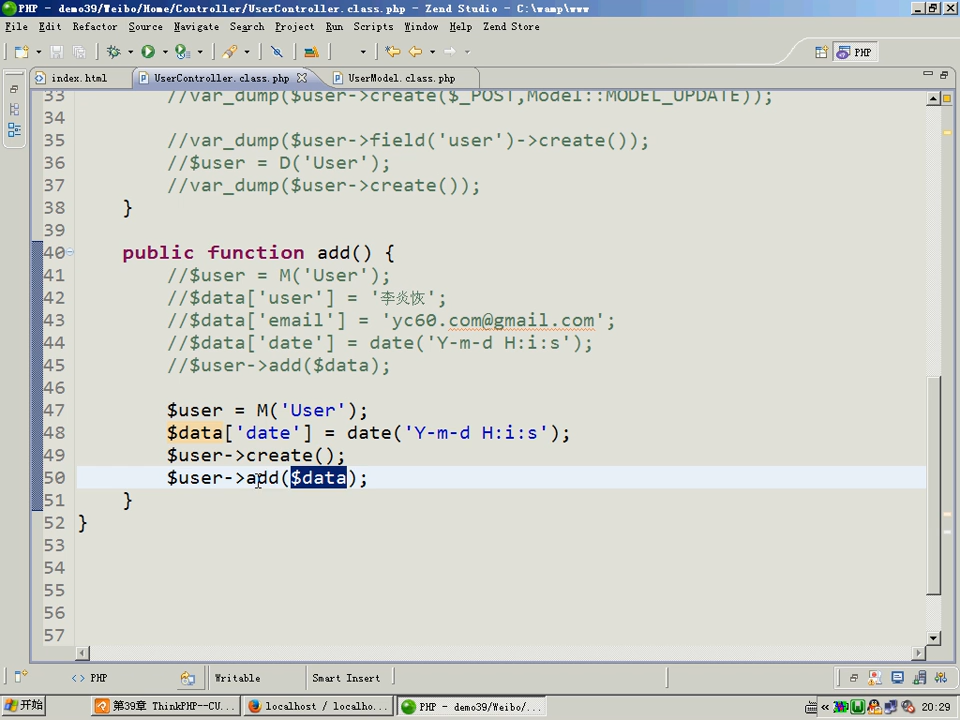 PHP - demo39/Weibo/Home/Controller/UserController.class.php - Zend Studio - C:\wamp\www
File Edit Refactor Source Navigate Search Project Run Scripts Window Help Zend Store
PHP
index.html UserController.class.php UserModel.class.php
33 //var_dump($user->create($_POST,Model::MODEL_UPDATE));
34
35 //var_dump($user->field('user')->create());
36 //$user = D('User');
37 //var_dump($user->create());
38 }
39
40 public function add() {
41 //$user = M('User');
42 //$data['user'] = '李炎恢';
43 //$data['email'] = 'yc60.com@gmail.com';
44 //$data['date'] = date('Y-m-d H:i:s');
45 //$user->add($data);
46
47 $user = M('User');
48 $data['date'] = date('Y-m-d H:i:s');
49 $user->create();
50 $user->add($data);
51 }
52 }
53
54
55
56
57
<> PHP Writable Smart Insert
开始 第39章 ThinkPHP--CU... localhost / localho... PHP - demo39/Weibo/... 20:29